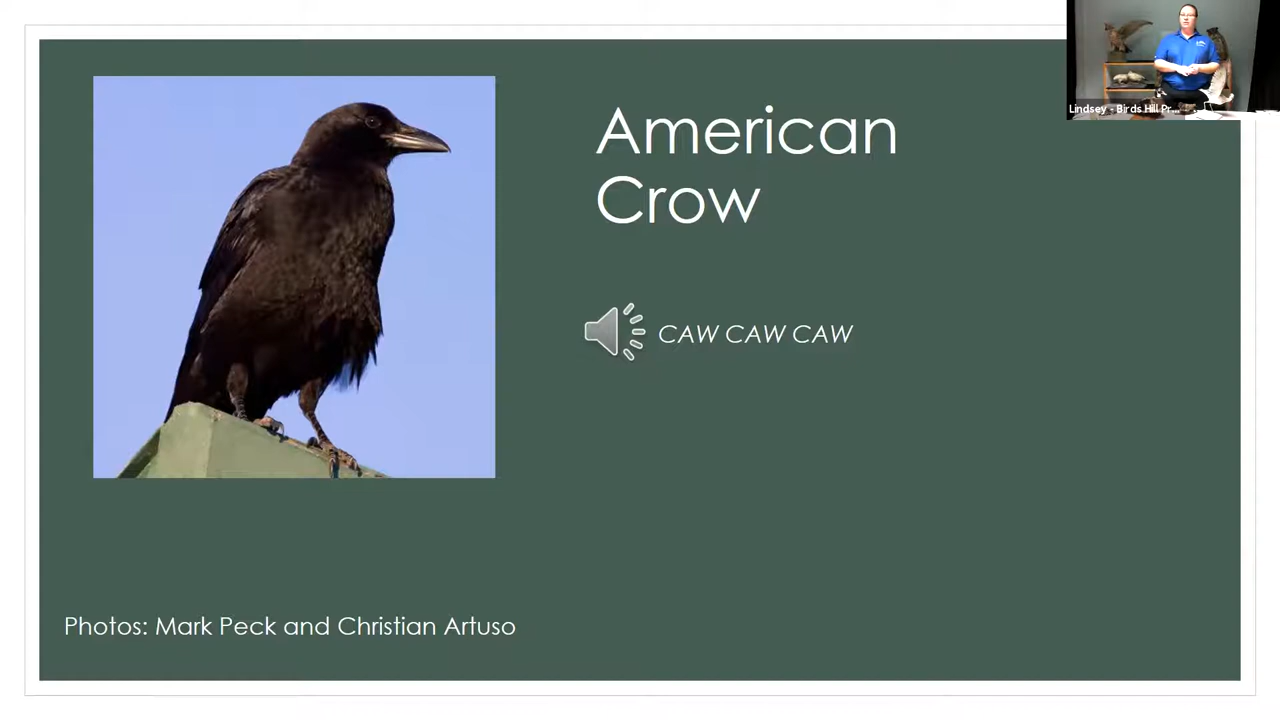 Lindsey - Birds Hill Pr...
American
Crow
CAW CAW CAW
Photos: Mark Peck and Christian Artuso